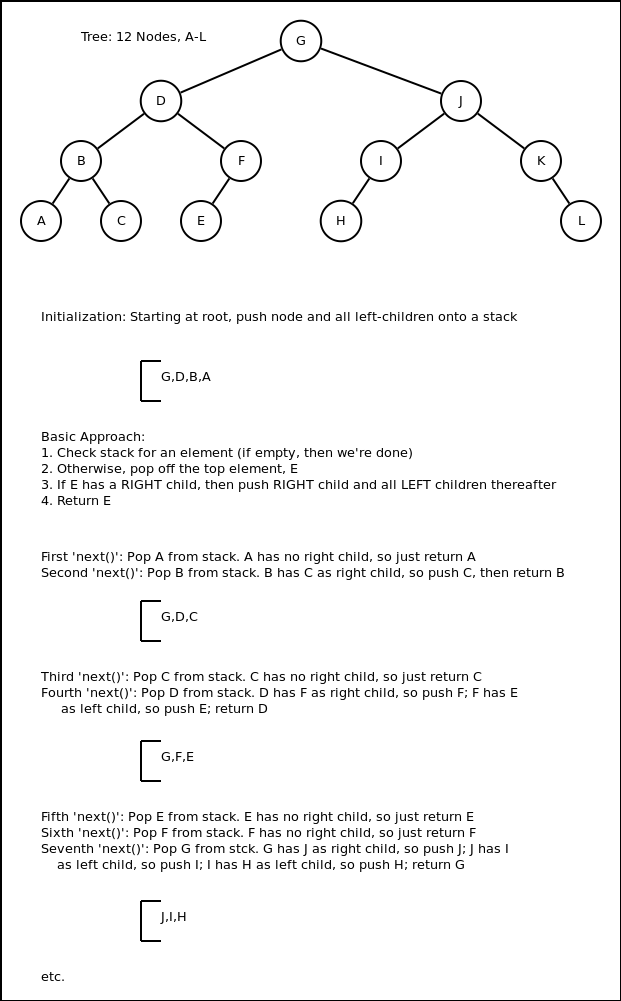 Tree: 12 Nodes, A-L
G
D
J
B
F
I
K
A
C
E
H
L
Initialization: Starting at root, push node and all left-children onto a stack
G,D,B,A
Basic Approach:
1. Check stack for an element (if empty, then we're done)
2. Otherwise, pop off the top element, E
3. If E has a RIGHT child, then push RIGHT child and all LEFT children thereafter
4. Return E
First 'next()': Pop A from stack. A has no right child, so just return A
Second 'next()': Pop B from stack. B has C as right child, so push C, then return B
G,D,C
Third 'next()': Pop C from stack. C has no right child, so just return C
Fourth 'next()': Pop D from stack. D has F as right child, so push F; F has E
as left child, so push E; return D
G,F,E
Fifth 'next()': Pop E from stack. E has no right child, so just return E
Sixth 'next()': Pop F from stack. F has no right child, so just return F
Seventh 'next()': Pop G from stck. G has J as right child, so push J; J has I
as left child, so push I; I has H as left child, so push H; return G
J,I,H
etc.